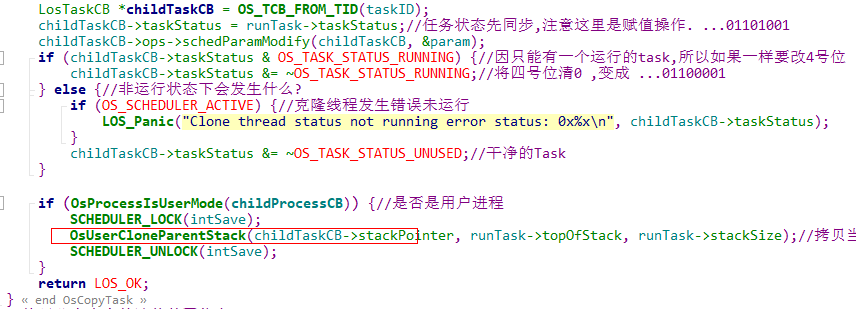 LosTaskCB *childTaskCB = OS_TCB_FROM_TID(taskID);
childTaskCB->taskStatus = runTask->taskStatus;//任务状态先同步,注意这里是赋值操作. ...01101001
childTaskCB->ops->schedParamModify(childTaskCB, &param);
if (childTaskCB->taskStatus & OS_TASK_STATUS_RUNNING) {//因只能有一个运行的task,所以如果一样要改4号位
childTaskCB->taskStatus &= ~OS_TASK_STATUS_RUNNING;//将四号位清0 ,变成 ...01100001
} else {//非运行状态下会发生什么?
if (OS_SCHEDULER_ACTIVE) {//克隆线程发生错误未运行
LOS_Panic("Clone thread status not running error status: 0x%x\n", childTaskCB->taskStatus);
}
childTaskCB->taskStatus &= ~OS_TASK_STATUS_UNUSED;//干净的Task
}
if (OsProcessIsUserMode(childProcessCB)) {//是否是用户进程
SCHEDULER_LOCK(intSave);
OsUserCloneParentStack(childTaskCB->stackPointer, runTask->topOfStack, runTask->stackSize);//拷贝当
SCHEDULER_UNLOCK(intSave);
}
return LOS_OK;
} « end OsCopyTask »